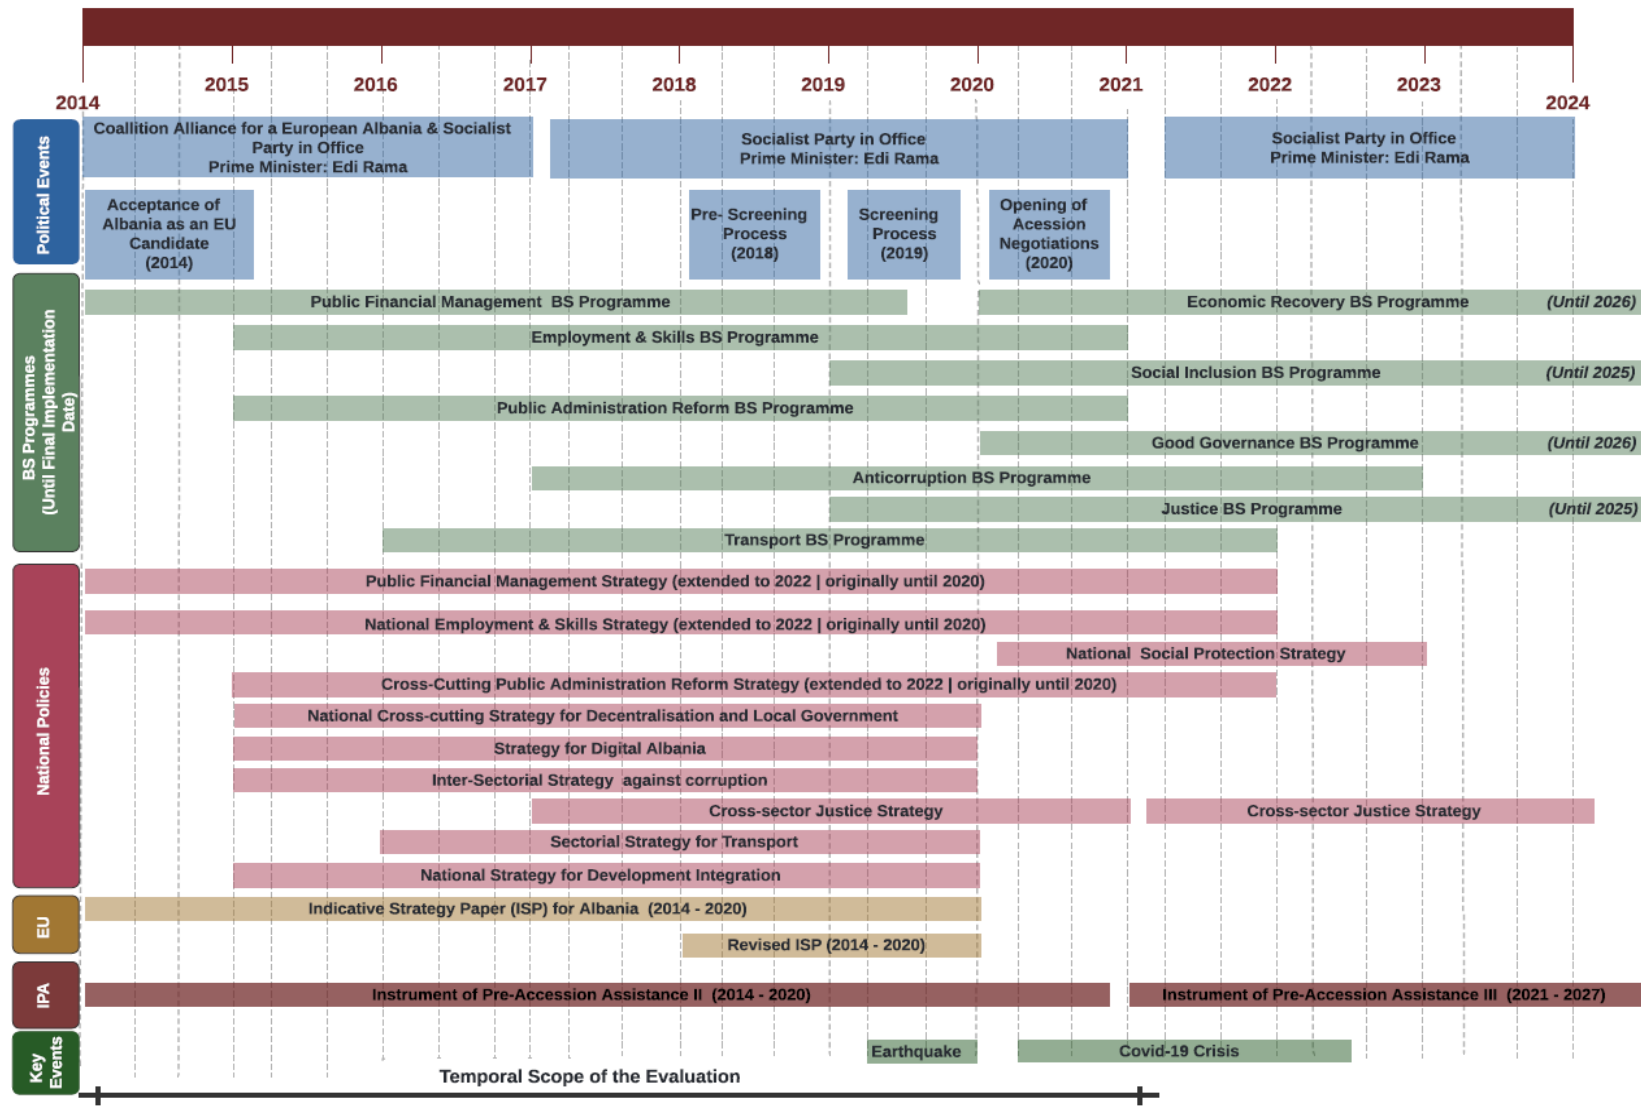 2014
2015
2016
2017
2018
2019
2020
2021
2022
2023
2024
Political Events
Coallition Alliance for a European Albania & Socialist
Party in Office
Prime Minister: Edi Rama
Socialist Party in Office
Prime Minister: Edi Rama
Socialist Party in Office
Prime Minister: Edi Rama
Acceptance of
Albania as an EU
Candidate
(2014)
Pre- Screening
Process
(2018)
Screening
Process
(2019)
Opening of
Acession
Negotiations
(2020)
BS Programmes
(Until Final Implementation
Date)
Public Financial Management BS Programme
Economic Recovery BS Programme
(Until 2026)
Employment & Skills BS Programme
Social Inclusion BS Programme
(Until 2025)
Public Administration Reform BS Programme
Good Governance BS Programme
(Until 2026)
Anticorruption BS Programme
Justice BS Programme
(Until 2025)
Transport BS Programme
National Policies
Public Financial Management Strategy (extended to 2022 | originally until 2020)
National Employment & Skills Strategy (extended to 2022 | originally until 2020)
National Social Protection Strategy
Cross-Cutting Public Administration Reform Strategy (extended to 2022 | originally until 2020)
National Cross-cutting Strategy for Decentralisation and Local Government
Strategy for Digital Albania
Inter-Sectorial Strategy against corruption
Cross-sector Justice Strategy
Cross-sector Justice Strategy
Sectorial Strategy for Transport
National Strategy for Development Integration
EU
Indicative Strategy Paper (ISP) for Albania (2014 - 2020)
Revised ISP (2014 - 2020)
IPA
Instrument of Pre-Accession Assistance II (2014 - 2020)
Instrument of Pre-Accession Assistance III (2021 - 2027)
Key
Events
Earthquake
Covid-19 Crisis
Temporal Scope of the Evaluation